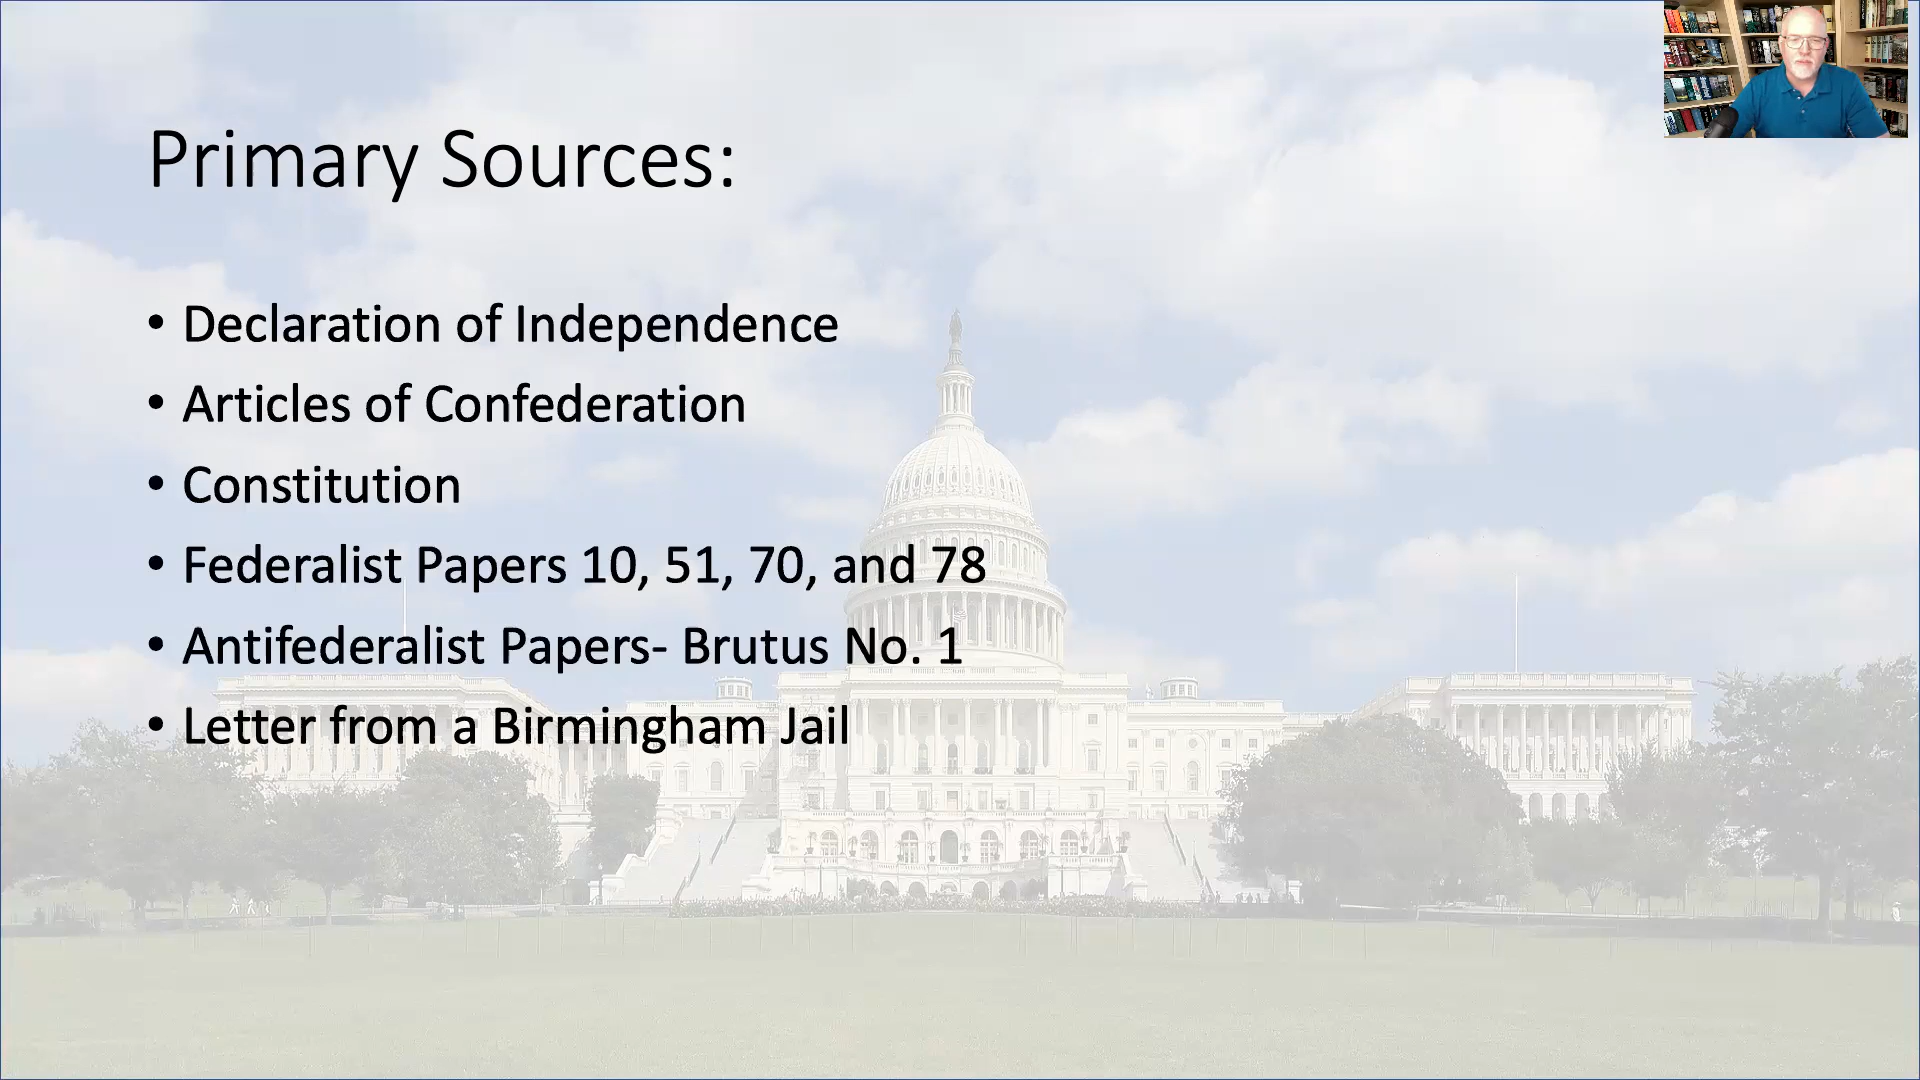 Primary Sources:
• Declaration of Independence
• Articles of Confederation
• Constitution
• Federalist Papers 10, 51, 70, and 78
• Antifederalist Papers- Brutus No. 1
• Letter from a Birmingham Jail